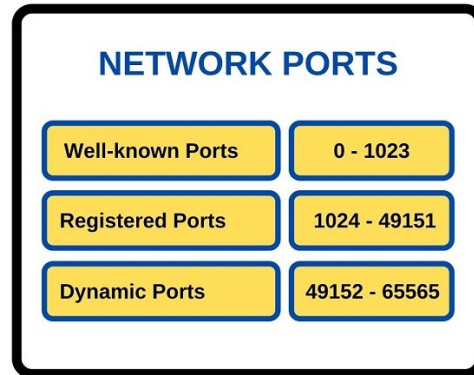 NETWORK PORTS
Well-known Ports 0 - 1023
Registered Ports 1024 - 49151
Dynamic Ports 49152 - 65565